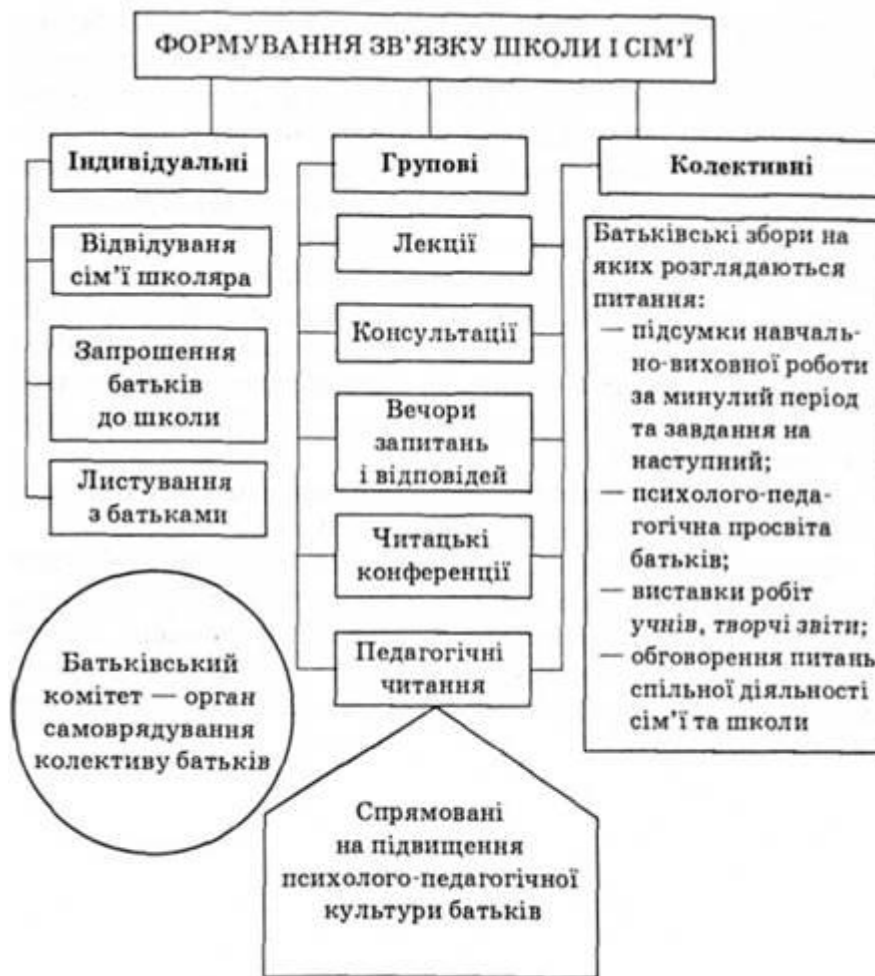 ФОРМУВАННЯ ЗВ’ЯЗКУ ШКОЛИ І СІМ’Ї
Індивідуальні
Відвідуваня
сім’ї школяра
Запрошення
батьків
до школи
Листування
з батьками
Батьківський
комітет — орган
самоврядування
колективу батьків
Групові
Лекції
Консультації
Вечори
запитань
і відповідей
Читацькі
конференції
Педагогічні
читання
Спрямовані
на підвищення
психолого-педагогічної
культури батьків
Колективні
Батьківські збори на
яких розглядаються
питання:
— підсумки навчаль-
но-виховної роботи
за минулий період
та завдання на
наступний;
— психолого-педа-
гогічна просвіта
батьків;
— виставки робіт
учнів, творчі звіти;
— обговорення питань
спільної діяльності
сім’ї та школи